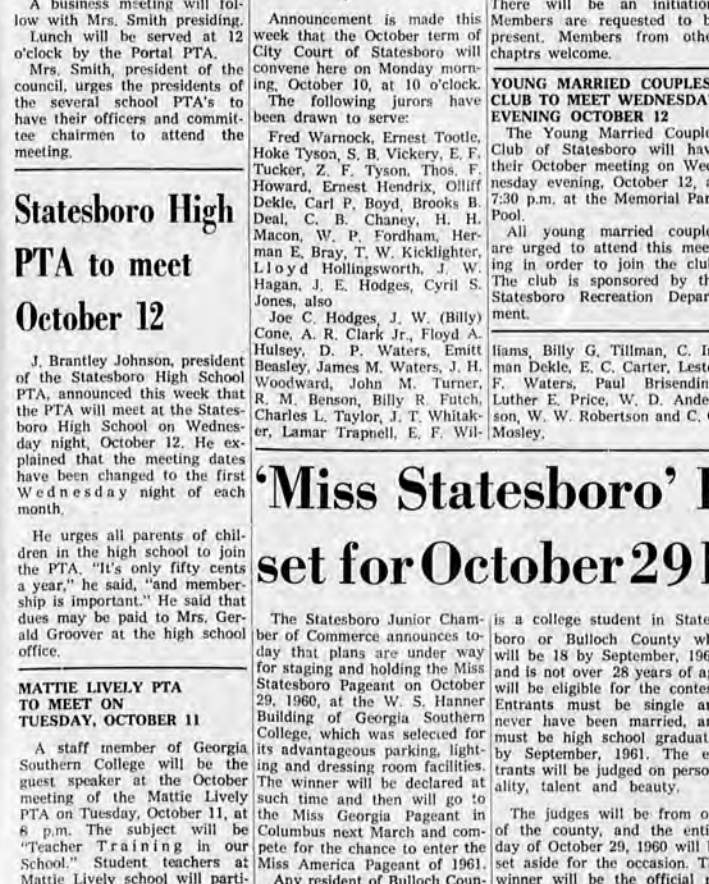 A business meeting will fol-
low with Mrs. Smith presiding.
Lunch will be served at 12
o'clock by the Portal PTA.
Mrs. Smith, president of the
council, urges the presidents of
the several school PTA's to
have their officers and commit-
tee chairmen to attend the
meeting.
Statesboro High
PTA to meet
October 12
J. Brantley Johnson, president
of the Statesboro High School
PTA, announced this week that
the PTA will meet at the States-
boro High School on Wednes-
day night, October 12. He ex-
plained that the meeting dates
have been changed to the first
Wednesday night of each
month.
He urges all parents of chil-
dren in the high school to join
the PTA. "It's only fifty cents
a year," he said, "and member-
ship is important." He said that
dues may be paid to Mrs. Ger-
ald Groover at the high school
office.
MATTIE LIVELY PTA
TO MEET ON
TUESDAY, OCTOBER 11
A staff member of Georgia
Southern College will be the
guest speaker at the October
meeting of the Mattie Lively
PTA on Tuesday, October 11, at
8 p.m. The subject will be
"Teacher Training in our
School." Student teachers at
Mattie Lively school will parti-
Announcement is made this
week that the October term of
City Court of Statesboro will
convene here on Monday morn-
ing, October 10, at 10 o'clock.
The following jurors have
been drawn to serve:
Fred Warnock, Ernest Tootle,
Hoke Tyson, S. B. Vickery, E. F.
Tucker, Z. F. Tyson, Thos. F.
Howard, Ernest Hendrix, Olliff
Dekle, Carl P. Boyd, Brooks B.
Deal, C. B. Chaney, H. H.
Macon, W. P. Fordham, Her-
man E. Bray, T. W. Kicklighter,
Lloyd Hollingsworth, J. W.
Hagan, J. E. Hodges, Cyril S.
Jones, also
Joe C. Hodges, J. W. (Billy)
Cone, A. R. Clark Jr., Floyd A.
Hulsey, D. P. Waters, Emitt
Beasley, James M. Waters, J. H.
Woodward, John M. Turner,
R. M. Benson, Billy R. Futch,
Charles L. Taylor, J. T. Whitak-
er, Lamar Trapnell, E. F. Wil-
There will be an initiation
Members are requested to b
present. Members from othe
chaptrs welcome.
YOUNG MARRIED COUPLES
CLUB TO MEET WEDNESDA
EVENING OCTOBER 12
The Young Married Couple
Club of Statesboro will hav
their October meeting on Wed
nesday evening, October 12, a
7:30 p.m. at the Memorial Par
Pool.
All young married couple
are urged to attend this meet
ing in order to join the club
The club is sponsored by th
Statesboro Recreation Depar
ment.
liams, Billy G. Tillman, C. In
man Dekle, E. C. Carter, Leste
F. Waters, Paul Brisendin
Luther E. Price, W. D. Ander
son, W. W. Robertson and C. 
Mosley.
'Miss Statesboro'
set for October 29
The Statesboro Junior Cham-
ber of Commerce announces to-
day that plans are under way
for staging and holding the Miss
Statesboro Pageant on October
29, 1960, at the W. S. Hanner
Building of Georgia Southern
College, which was selected for
its advantageous parking, light-
ing and dressing room facilities.
The winner will be declared at
such time and then will go to
the Miss Georgia Pageant in
Columbus next March and com-
pete for the chance to enter the
Miss America Pageant of 1961.
Any resident of Bulloch Coun-
is a college student in States
boro or Bulloch County wh
will be 18 by September, 196
and is not over 28 years of ag
will be eligible for the contes
Entrants must be single an
never have been married, an
must be high school graduat
by September, 1961. The e
trants will be judged on perso
ality, talent and beauty.
The judges will be from o
of the county, and the enti
day of October 29, 1960 will b
set aside for the occasion. T
winner will be the official r